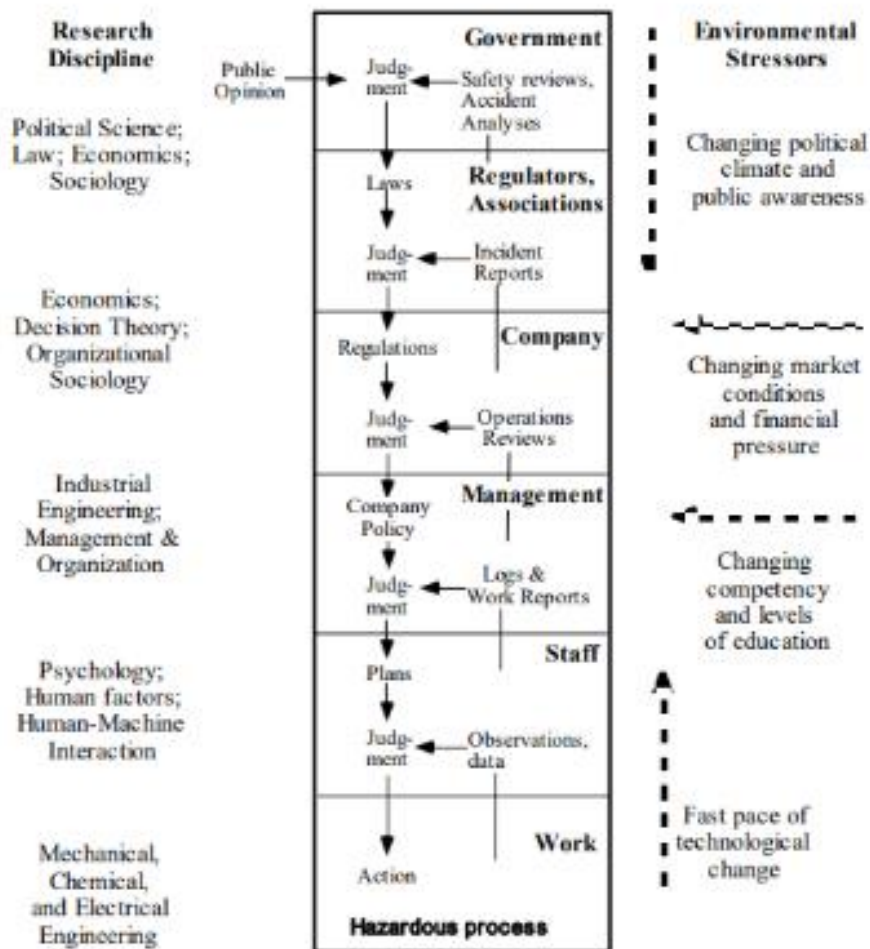 Research
Discipline
Political Science;
Law; Economics;
Sociology
Economics;
Decision Theory;
Organizational
Sociology
Industrial
Engineering;
Management &
Organization
Psychology;
Human factors;
Human-Machine
Interaction
Mechanical,
Chemical,
and Electrical
Engineering
Public
Opinion
Government
Judg-
ment
Safety reviews,
Accident
Analyses
Regulators,
Associations
Laws
Judg-
ment
Incident
Reports
Company
Regulations
Judg-
ment
Operations
Reviews
Management
Company
Policy
Judg-
ment
Logs &
Work Reports
Staff
Plans
Judg-
ment
Observations,
data
Work
Action
Hazardous process
Environmental
Stressors
Changing political
climate and
public awareness
Changing market
conditions
and financial
pressure
Changing
competency
and levels
of education
Fast pace of
technological
change